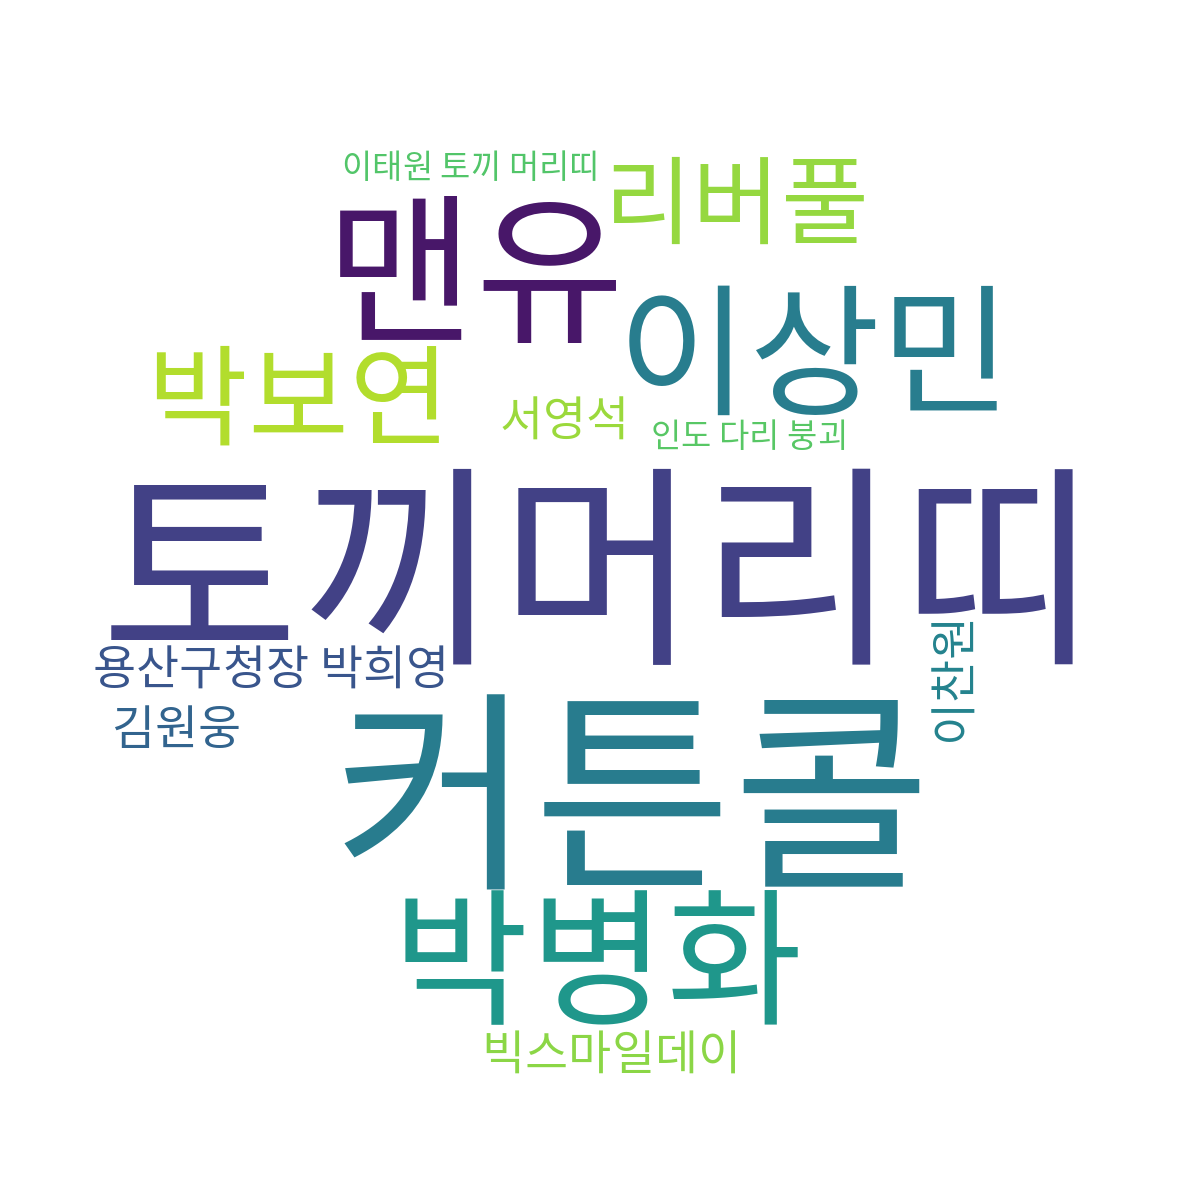 이태원 토끼 머리띠
리버풀
맨유
이상민
박보연
서영석
인도 다리 붕괴
토끼머리띠
용산구청장 박희영
이찬원
김원웅
커튼콜
박병화
빅스마일데이